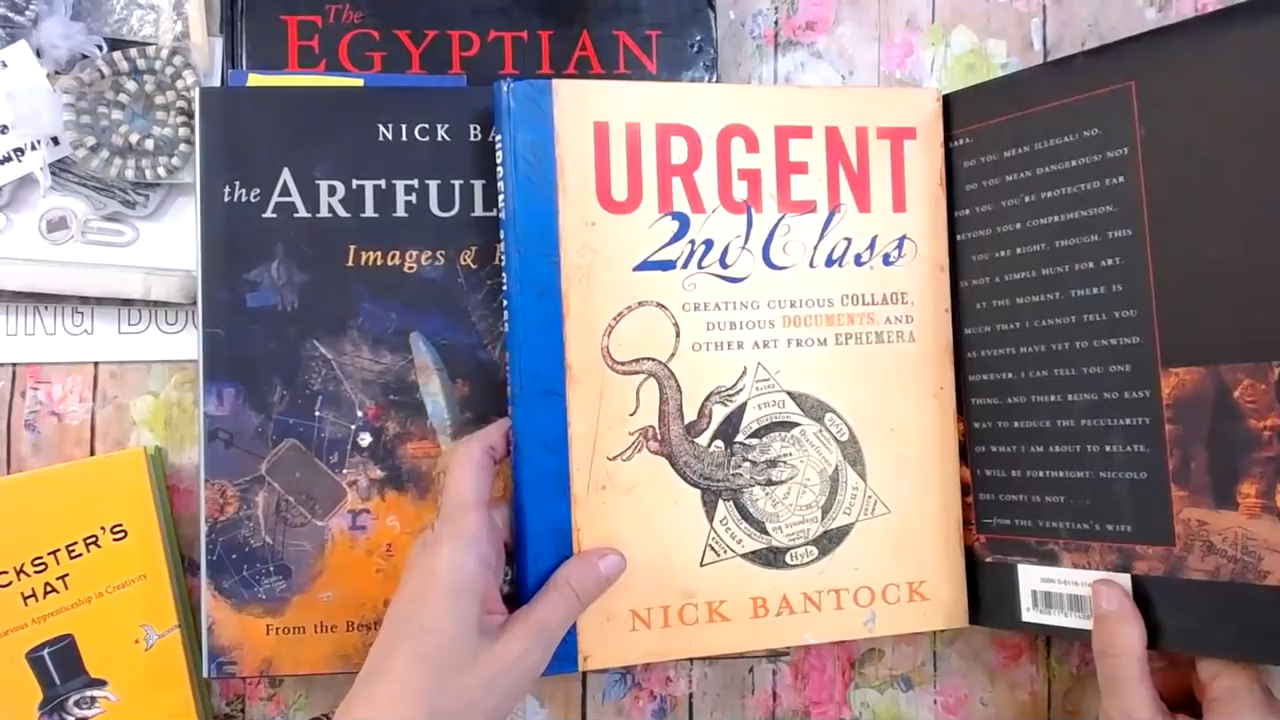 The
EGYPTIAN
NICK BA
the ARTFUL
Images &
From the Best
ING
CKSTER'S
HAT
Apprenticeship in Creativity
URGENT
2nd Class
CREATING CURIOUS COLLAGE,
DUBIOUS DOCUMENTS, AND
OTHER ART FROM EPHEMERA
Deus.
Hyle
Deus.
Deus.
Hyle
NICK BANTOCK
SARA,
DO YOU MEAN ILLEGAL? NO.
DO YOU MEAN DANGEROUS? NOT
FOR YOU. YOU'RE PROTECTED FAR
BEYOND YOUR COMPREHENSION.
YOU ARE RIGHT, THOUGH. THIS
IS NOT A SIMPLE HUNT FOR ART.
AT THE MOMENT, THERE IS
MUCH THAT I CANNOT TELL YOU
AS EVENTS HAVE YET TO UNWIND.
HOWEVER, I CAN TELL YOU ONE
THING, AND THERE BEING NO EASY
WAY TO REDUCE THE PECULIARITY
OF WHAT I AM ABOUT TO RELATE,
I WILL BE FORTHRIGHT: NICCOLO
DEI CONTI IS NOT . . . .
—from THE VENETIAN'S WIFE